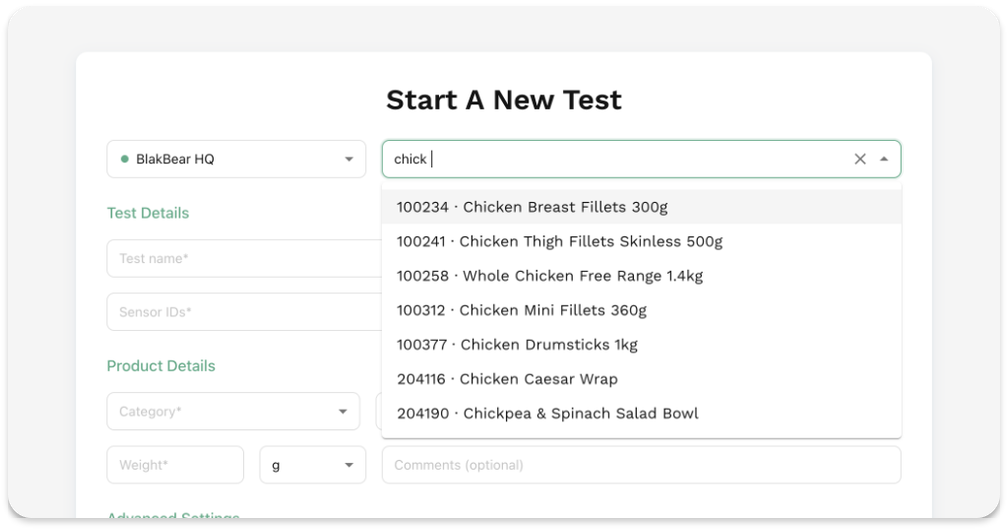 Start A New Test
BlakBear HQ
chick
Test Details
100234 · Chicken Breast Fillets 300g
Test name*
100241 · Chicken Thigh Fillets Skinless 500g
100258 · Whole Chicken Free Range 1.4kg
Sensor IDs*
100312 · Chicken Mini Fillets 360g
100377 · Chicken Drumsticks 1kg
Product Details
204116 · Chicken Caesar Wrap
Category*
204190 · Chickpea & Spinach Salad Bowl
Weight*
g
Comments (optional)
Advanced Settings